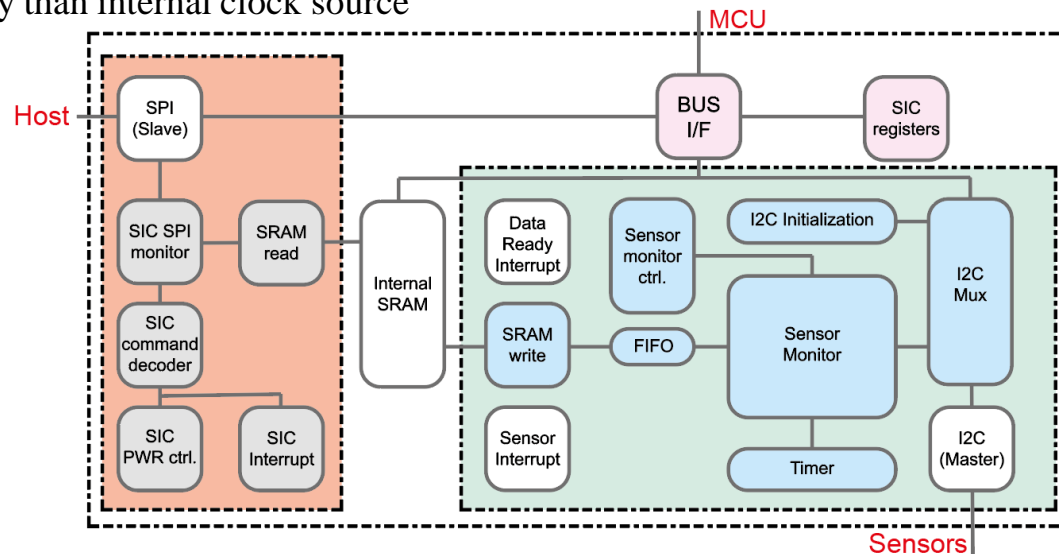 y than internal clock source
MCU
Host
SPI
(Slave)
BUS
I/F
SIC
registers
SIC SPI
monitor
SRAM
read
Internal
SRAM
Data
Ready
Interrupt
Sensor
monitor
ctrl.
I2C Initialization
I2C
Mux
SIC
command
decoder
SRAM
write
FIFO
Sensor
Monitor
SIC
PWR ctrl.
SIC
Interrupt
Sensor
Interrupt
Timer
I2C
(Master)
Sensors